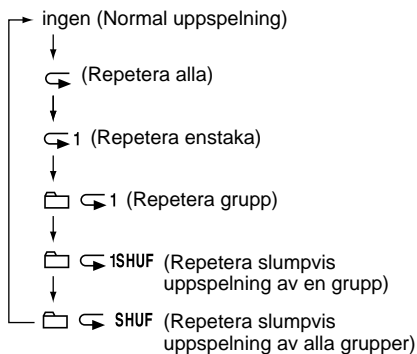 ingen (Normal uppspelning)
(Repetera alla)
1 (Repetera enstaka)
1 (Repetera grupp)
1SHUF (Repetera slumpvis
uppspelning av en grupp)
SHUF (Repetera slumpvis
uppspelning av alla grupper)